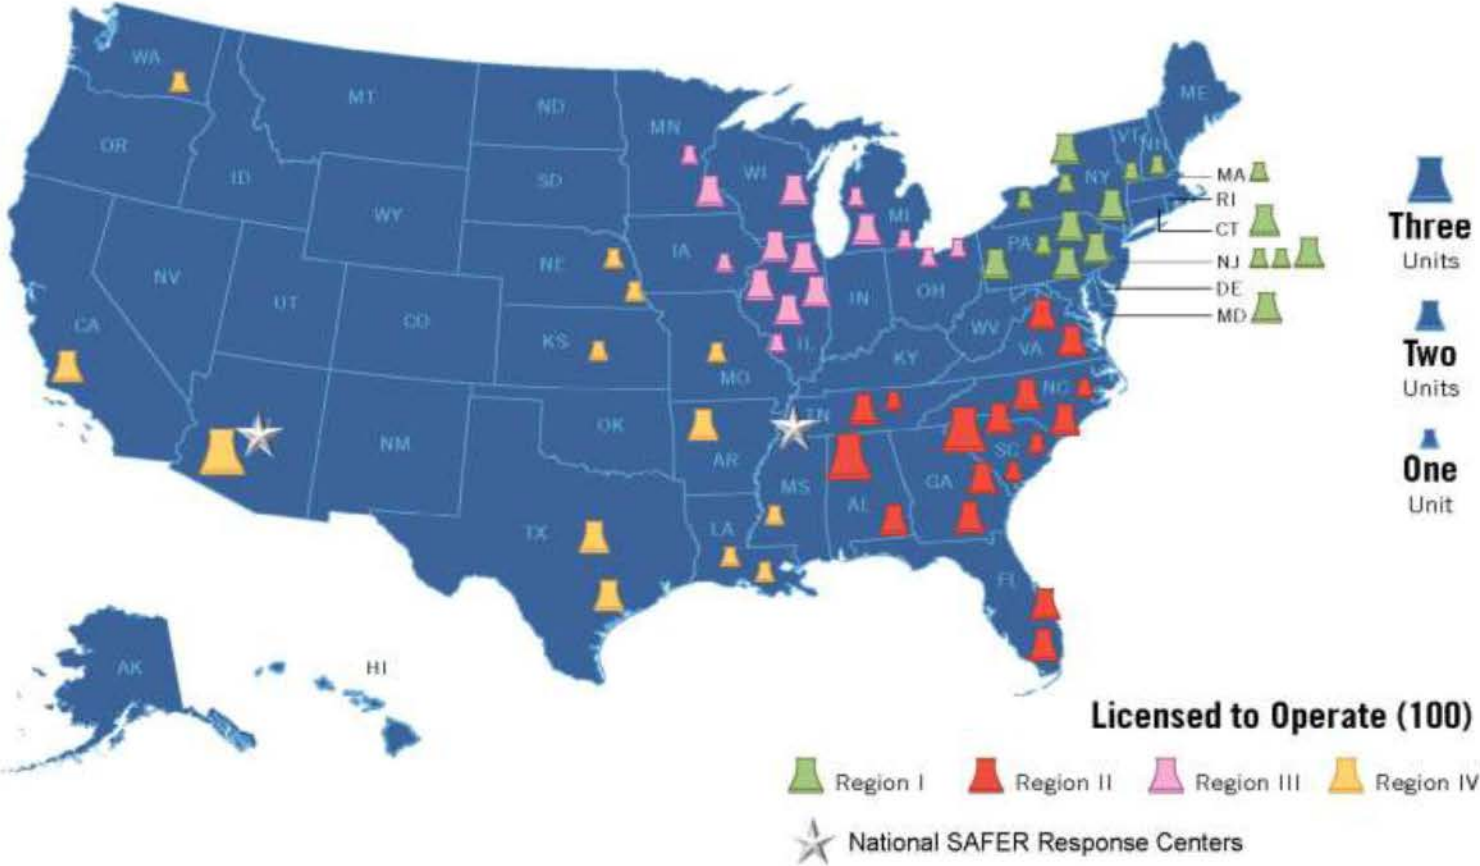 WA
MT
ND
MN
ME
OR
ID
SD
WI
VT
NH
NY
MA
RI
WY
MI
CT
NE
IA
PA
NJ
NV
UT
CO
IN
OH
DE
MD
CA
KS
IL
WV
VA
MO
KY
NC
TN
OK
AR
NM
SC
MS
AL
GA
TX
LA
FL
AK
HI
Three
Units
Two
Units
One
Unit
Licensed to Operate (100)
Region I
Region II
Region III
Region IV
National SAFER Response Centers